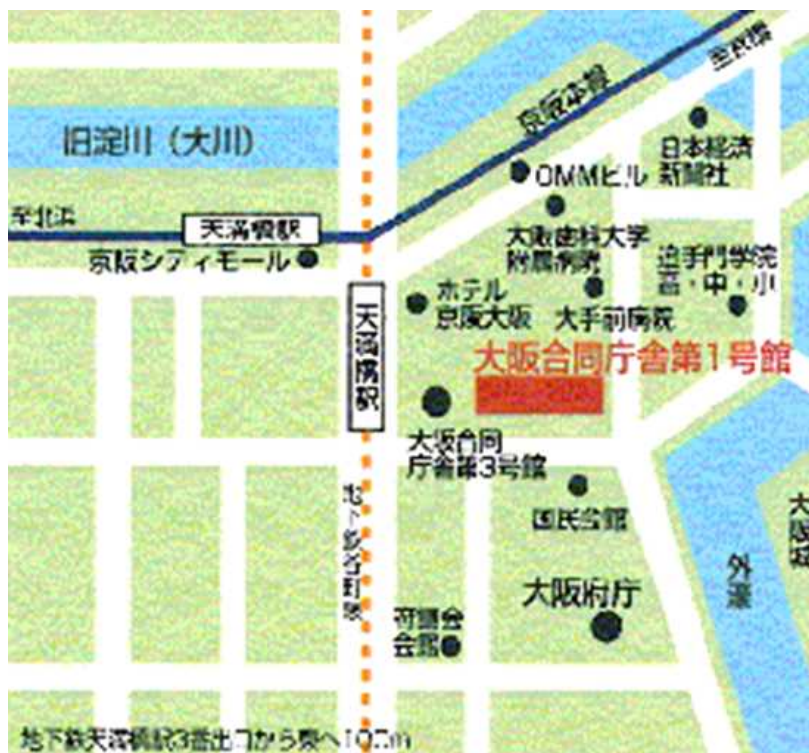 旧淀川（大川）
京阪本線
OMMビル
日本経済
新聞社
至北浜
天満橋駅
京阪シティモール
大阪歯科大学
附属病院
追手門学院
高・中・小
ホテル
京阪大阪
大手前病院
天満橋駅
大阪合同庁舎第1号館
大阪合同
庁舎第3号館
国民会館
地下鉄谷町線
大阪城
外濠
大阪府庁
会館
地下鉄天満橋駅3番出口から東へ100m